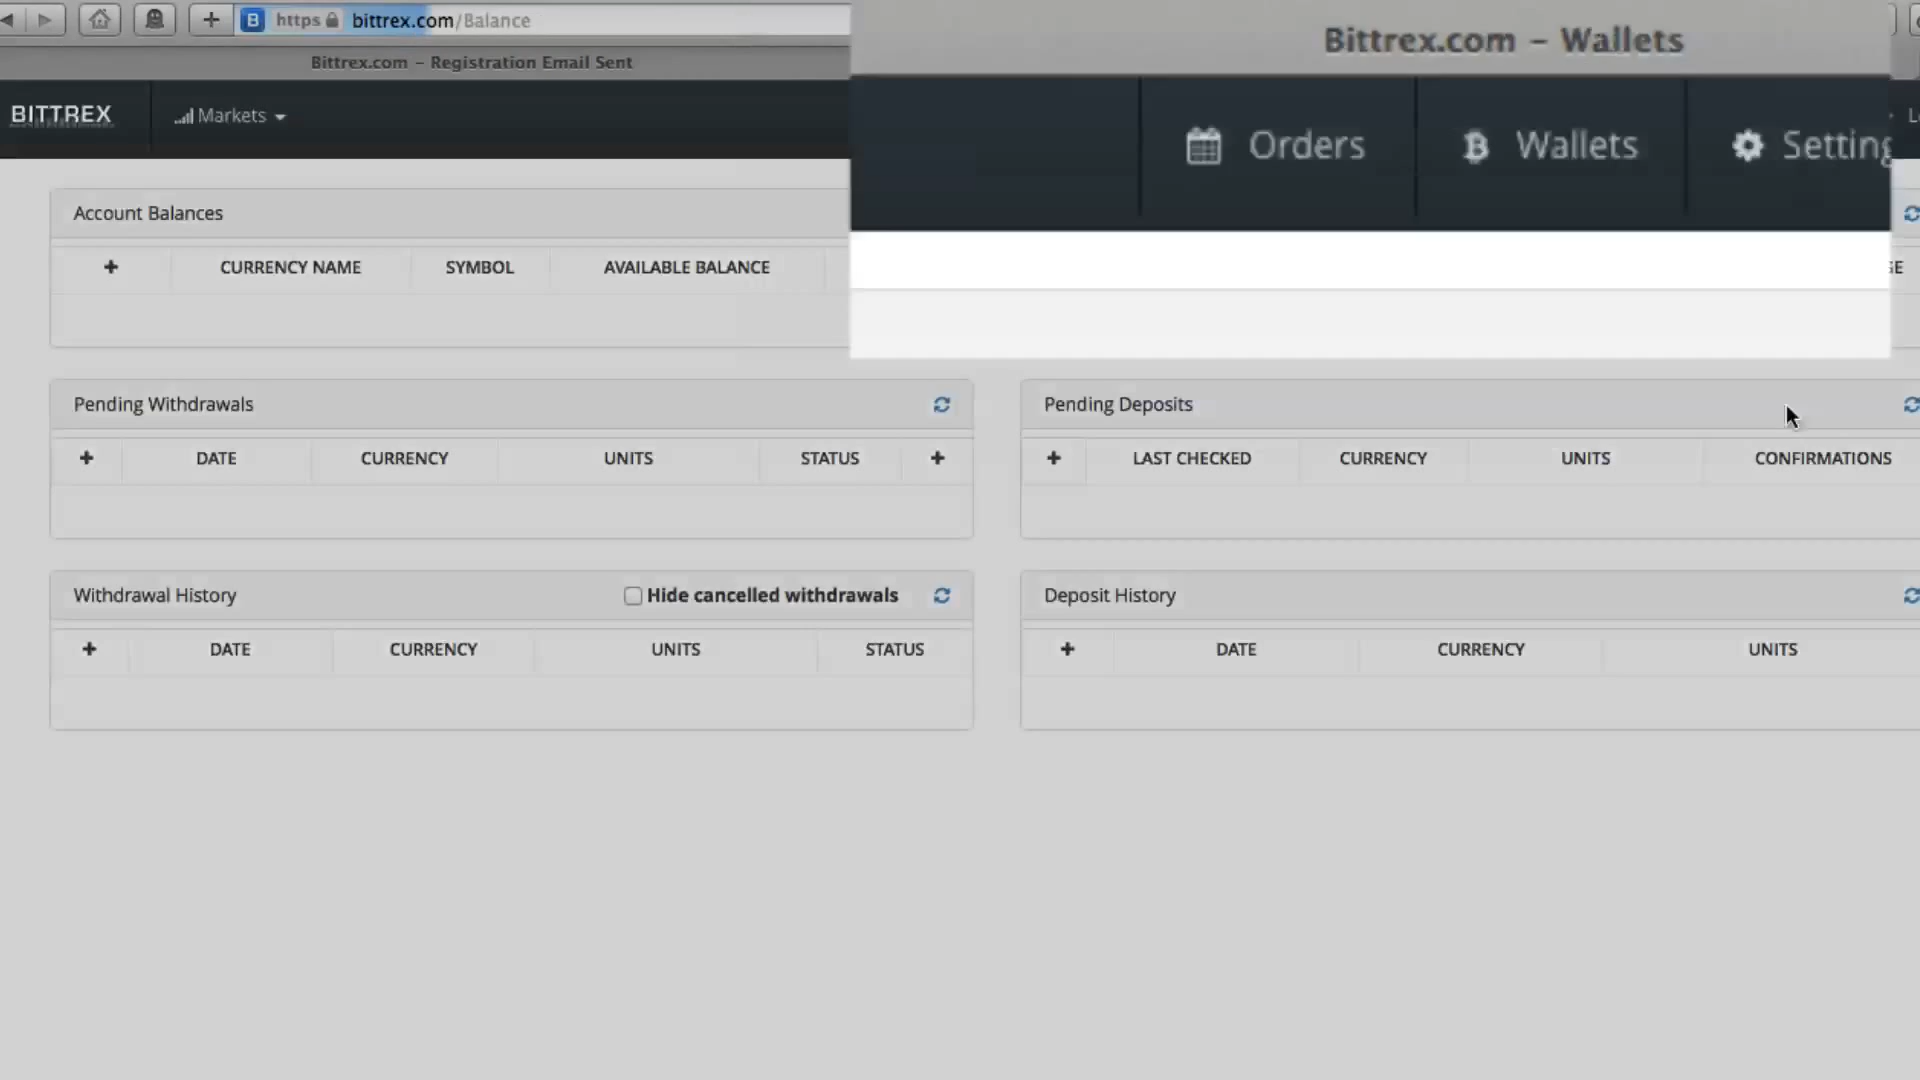 https bittrex.com/Balance
Bittrex.com – Registration Email Sent
Bittrex.com – Wallets
BITTREX
Markets
Orders
Wallets
Account Balances
CURRENCY NAME SYMBOL AVAILABLE BALANCE
Pending Withdrawals
Pending Deposits
DATE CURRENCY UNITS STATUS
LAST CHECKED CURRENCY UNITS CONFIRMATIONS
Withdrawal History Hide cancelled withdrawals
Deposit History
DATE CURRENCY UNITS STATUS
DATE CURRENCY UNITS